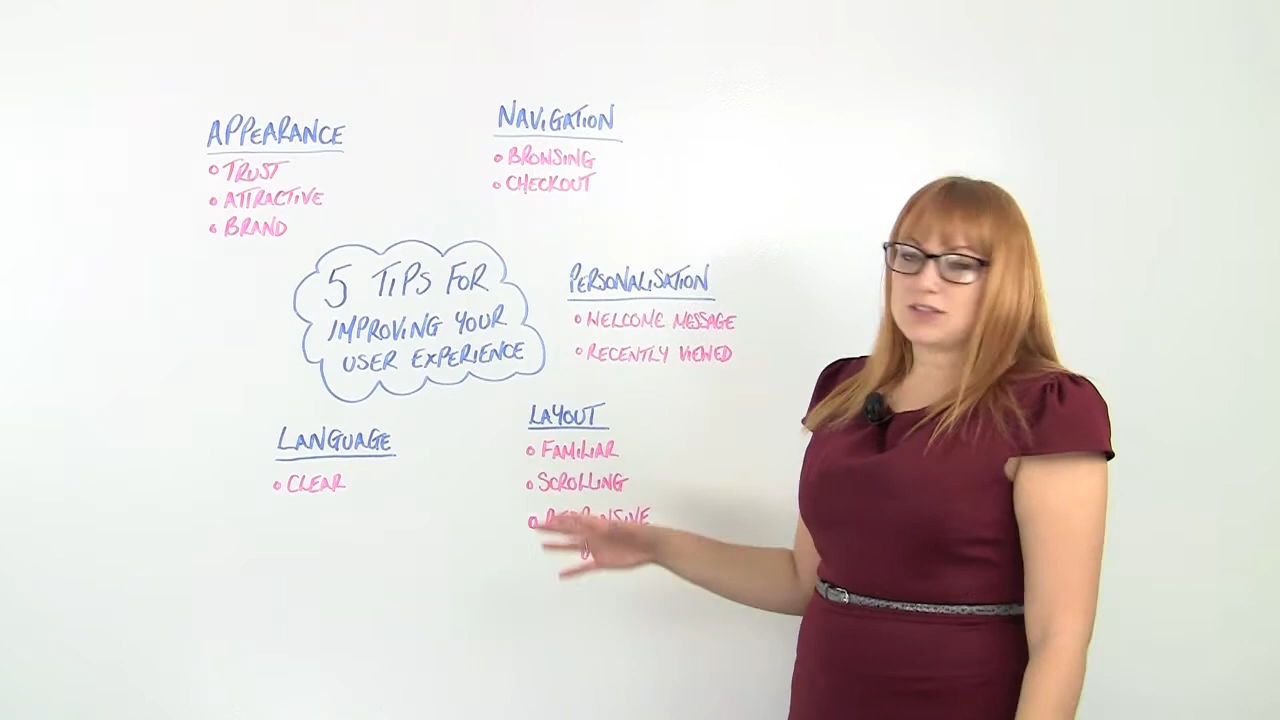 APPEARANCE
• TRUST
• ATTRACTIVE
• BRAND
NAVIGATION
• BROWSING
• CHECKOUT
5 TIPS FOR
IMPROVING YOUR
USER EXPERIENCE
PERSONALISATION
• WELCOME MESSAGE
• RECENTLY VIEWED
LANGUAGE
• CLEAR
LAYOUT
• FAMILIAR
• SCROLLING
• RESPONSIVE